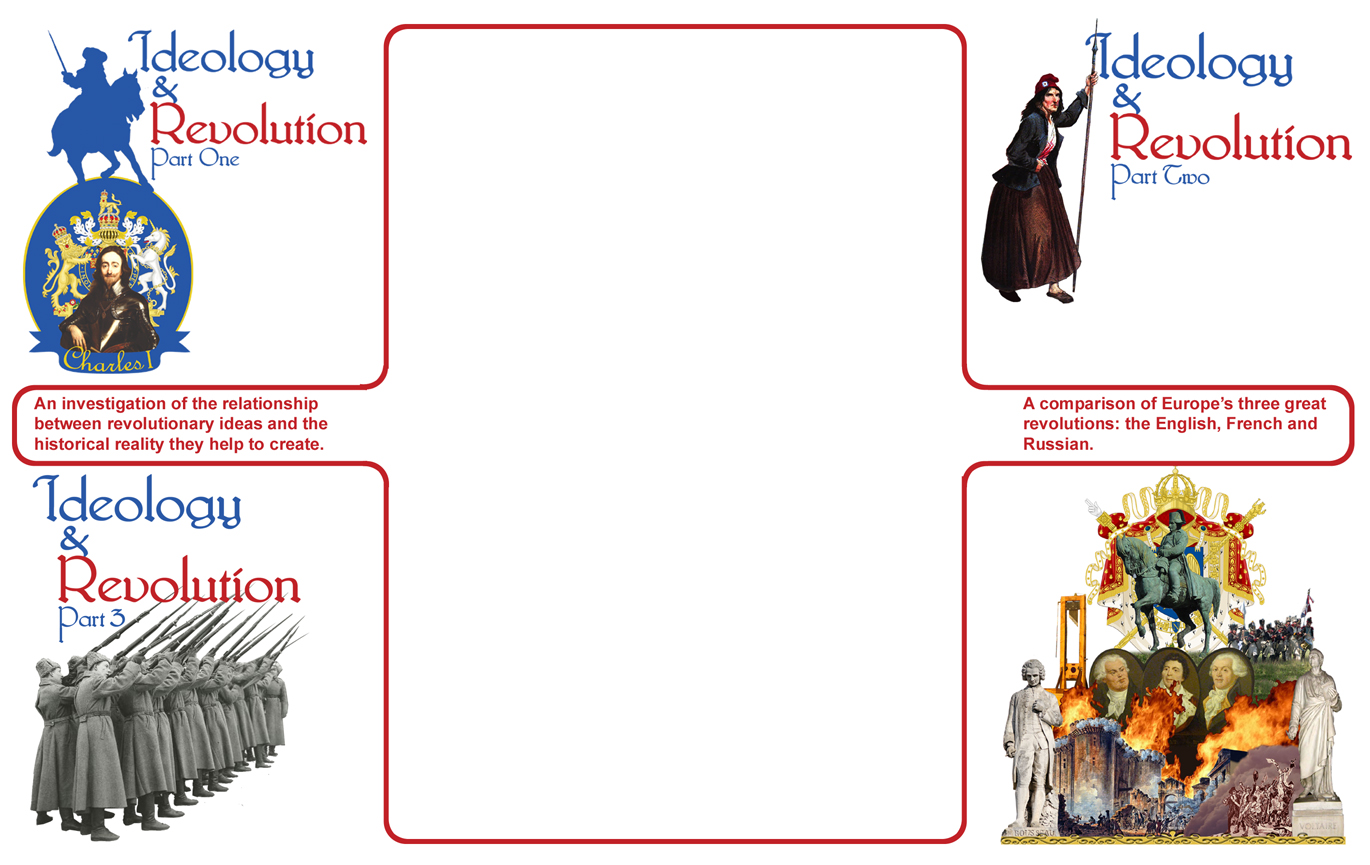 Ideology
&
Revolution
Part One
Charles I
An investigation of the relationship
between revolutionary ideas and the
historical reality they help to create.
Ideology
&
Revolution
Part 3
Ideology
&
Revolution
Part Two
A comparison of Europe’s three great
revolutions: the English, French and
Russian.
ROUSSEAU
VOLTAIRE